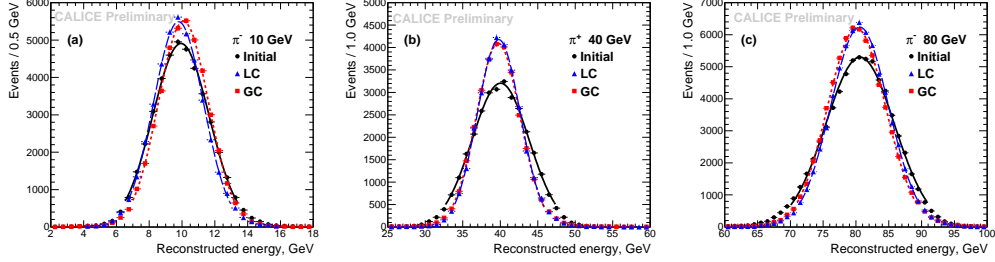 CALICE Preliminary
(a)
π⁻ 10 GeV
Initial
LC
GC
Events / 0.5 GeV
6000
5000
4000
3000
2000
1000
0
2 4 6 8 10 12 14 16 18
Reconstructed energy, GeV
CALICE Preliminary
(b)
π⁺ 40 GeV
Initial
LC
GC
Events / 1.0 GeV
5000
4500
4000
3500
3000
2500
2000
1500
1000
500
0
25 30 35 40 45 50 55 60
Reconstructed energy, GeV
CALICE Preliminary
(c)
π⁻ 80 GeV
Initial
LC
GC
Events / 1.0 GeV
7000
6000
5000
4000
3000
2000
1000
0
60 65 70 75 80 85 90 95 100
Reconstructed energy, GeV